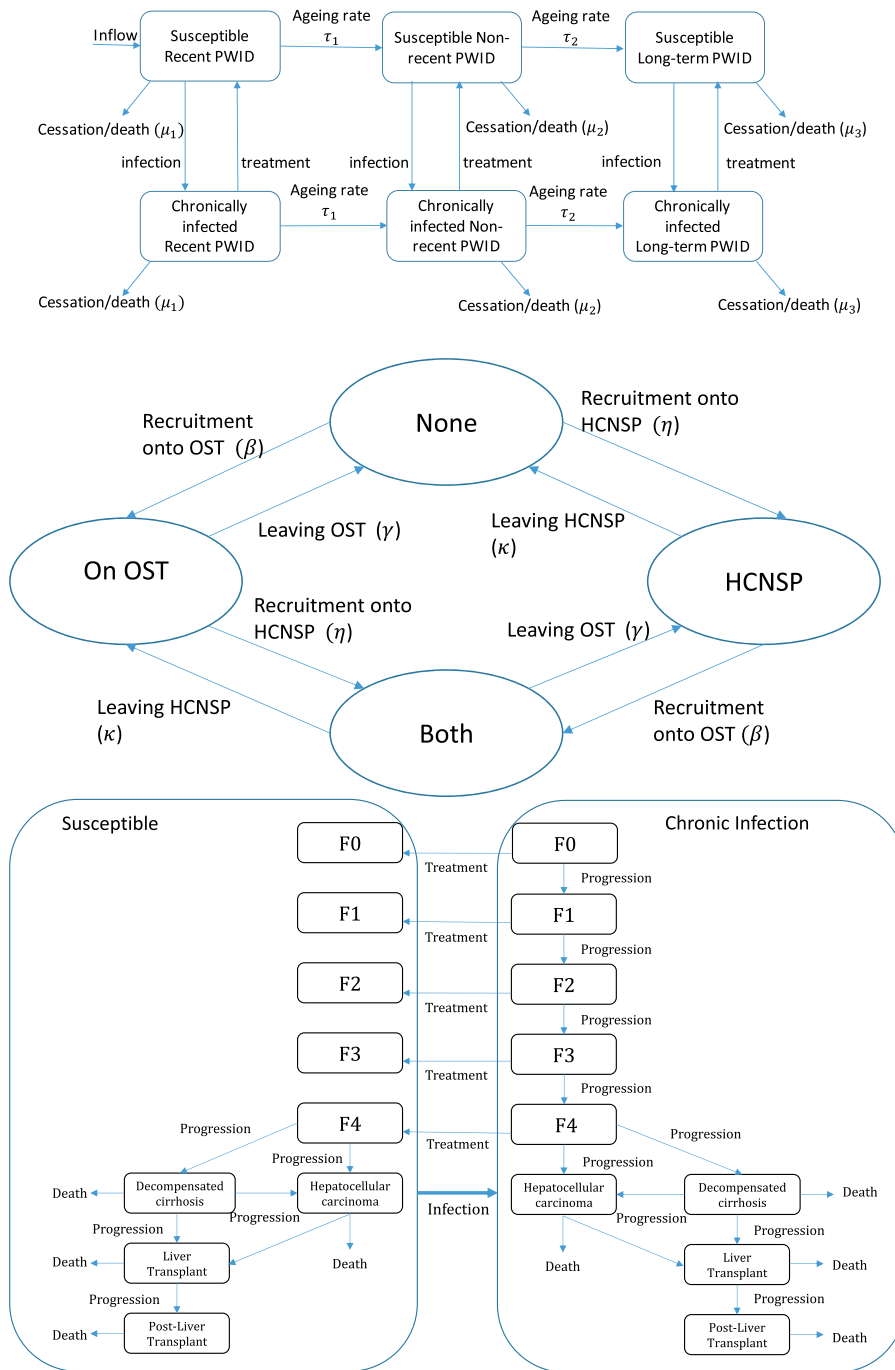 Inflow
Susceptible
Recent PWID
Ageing rate
τ₁
Susceptible Non-
recent PWID
Ageing rate
τ₂
Susceptible
Long-term PWID
Cessation/death (μ₁)
Cessation/death (μ₂)
Cessation/death (μ₃)
infection
treatment
infection
treatment
infection
treatment
Chronically
infected
Recent PWID
Ageing rate
τ₁
Chronically
infected Non-
recent PWID
Ageing rate
τ₂
Chronically
infected
Long-term PWID
Cessation/death (μ₁)
Cessation/death (μ₂)
Cessation/death (μ₃)
None
Recruitment
onto OST (β)
Recruitment onto
HCNSP (η)
Leaving OST (γ)
Leaving HCNSP
(κ)
On OST
HCNSP
Recruitment onto
HCNSP (η)
Leaving OST (γ)
Leaving HCNSP
(κ)
Both
Recruitment
onto OST (β)
Susceptible
F0
F1
F2
F3
F4
Progression
Progression
Death
Decompensated
cirrhosis
Progression
Hepatocellular
carcinoma
Progression
Death
Liver
Transplant
Death
Progression
Death
Post-Liver
Transplant
Treatment
Treatment
Treatment
Treatment
Treatment
Infection
Chronic Infection
F0
Progression
F1
Progression
F2
Progression
F3
Progression
F4
Progression
Progression
Hepatocellular
carcinoma
Decompensated
cirrhosis
Death
Progression
Progression
Death
Liver
Transplant
Death
Progression
Post-Liver
Transplant
Death